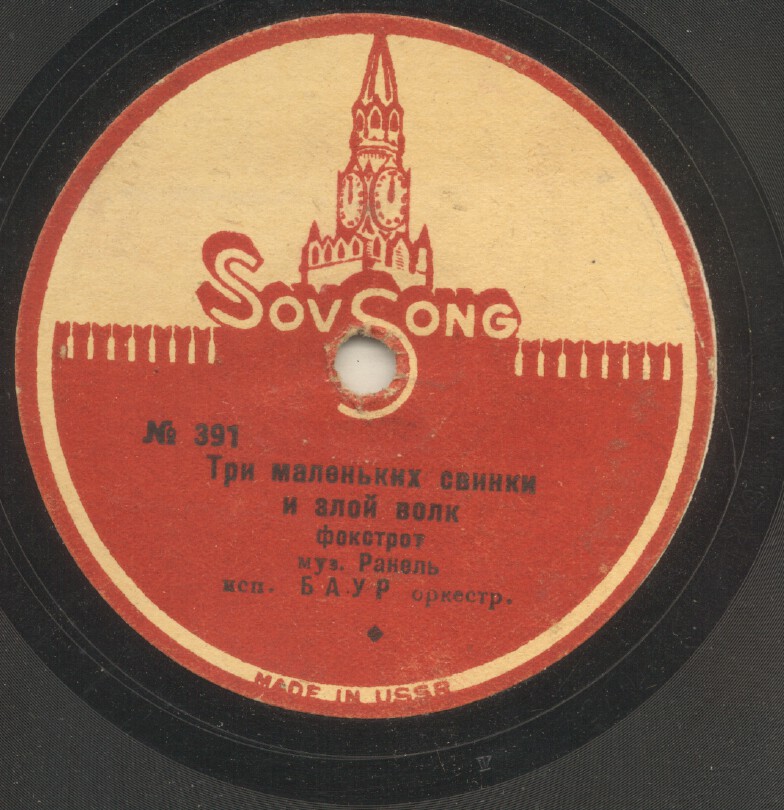 SOVSONG
№ 391
Три маленьких свинки
и злой волк
фокстрот
муз. Ранель
исп. БАУР оркестр.
MADE IN USSR
V